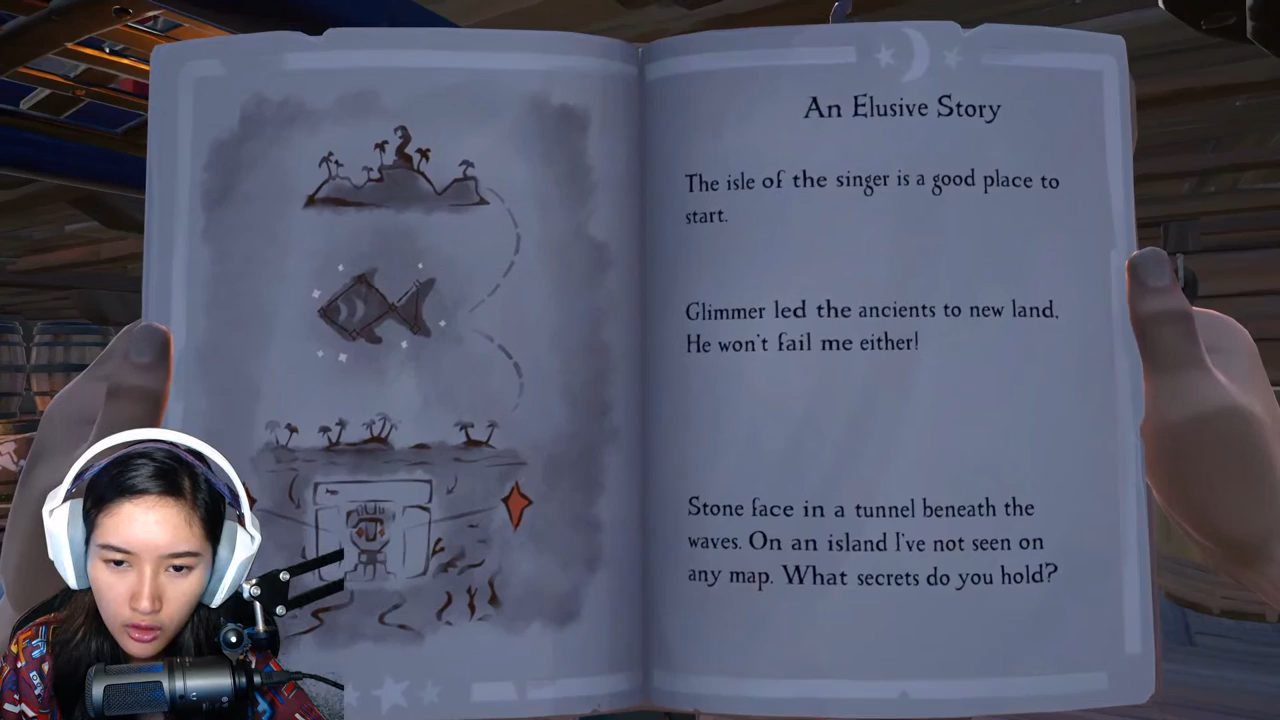 An Elusive Story
The isle of the singer is a good place to
start.
Glimmer led the ancients to new land,
He won't fail me either!
Stone face in a tunnel beneath the
waves. On an island I've not seen on
any map. What secrets do you hold?